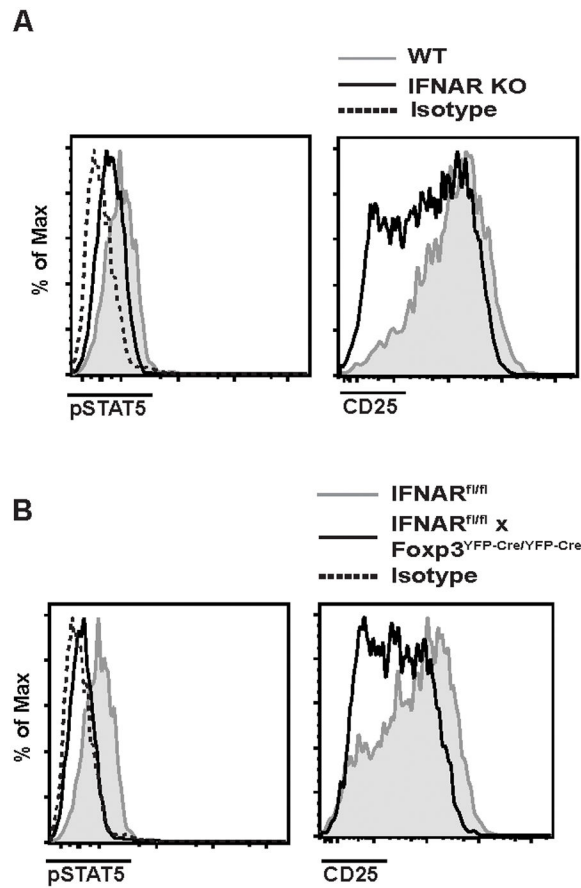 A
WT
IFNAR KO
Isotype
% of Max
pSTAT5
CD25
B
IFNARfl/fl
IFNARfl/fl x
Foxp3YFP-Cre/YFP-Cre
Isotype
% of Max
pSTAT5
CD25